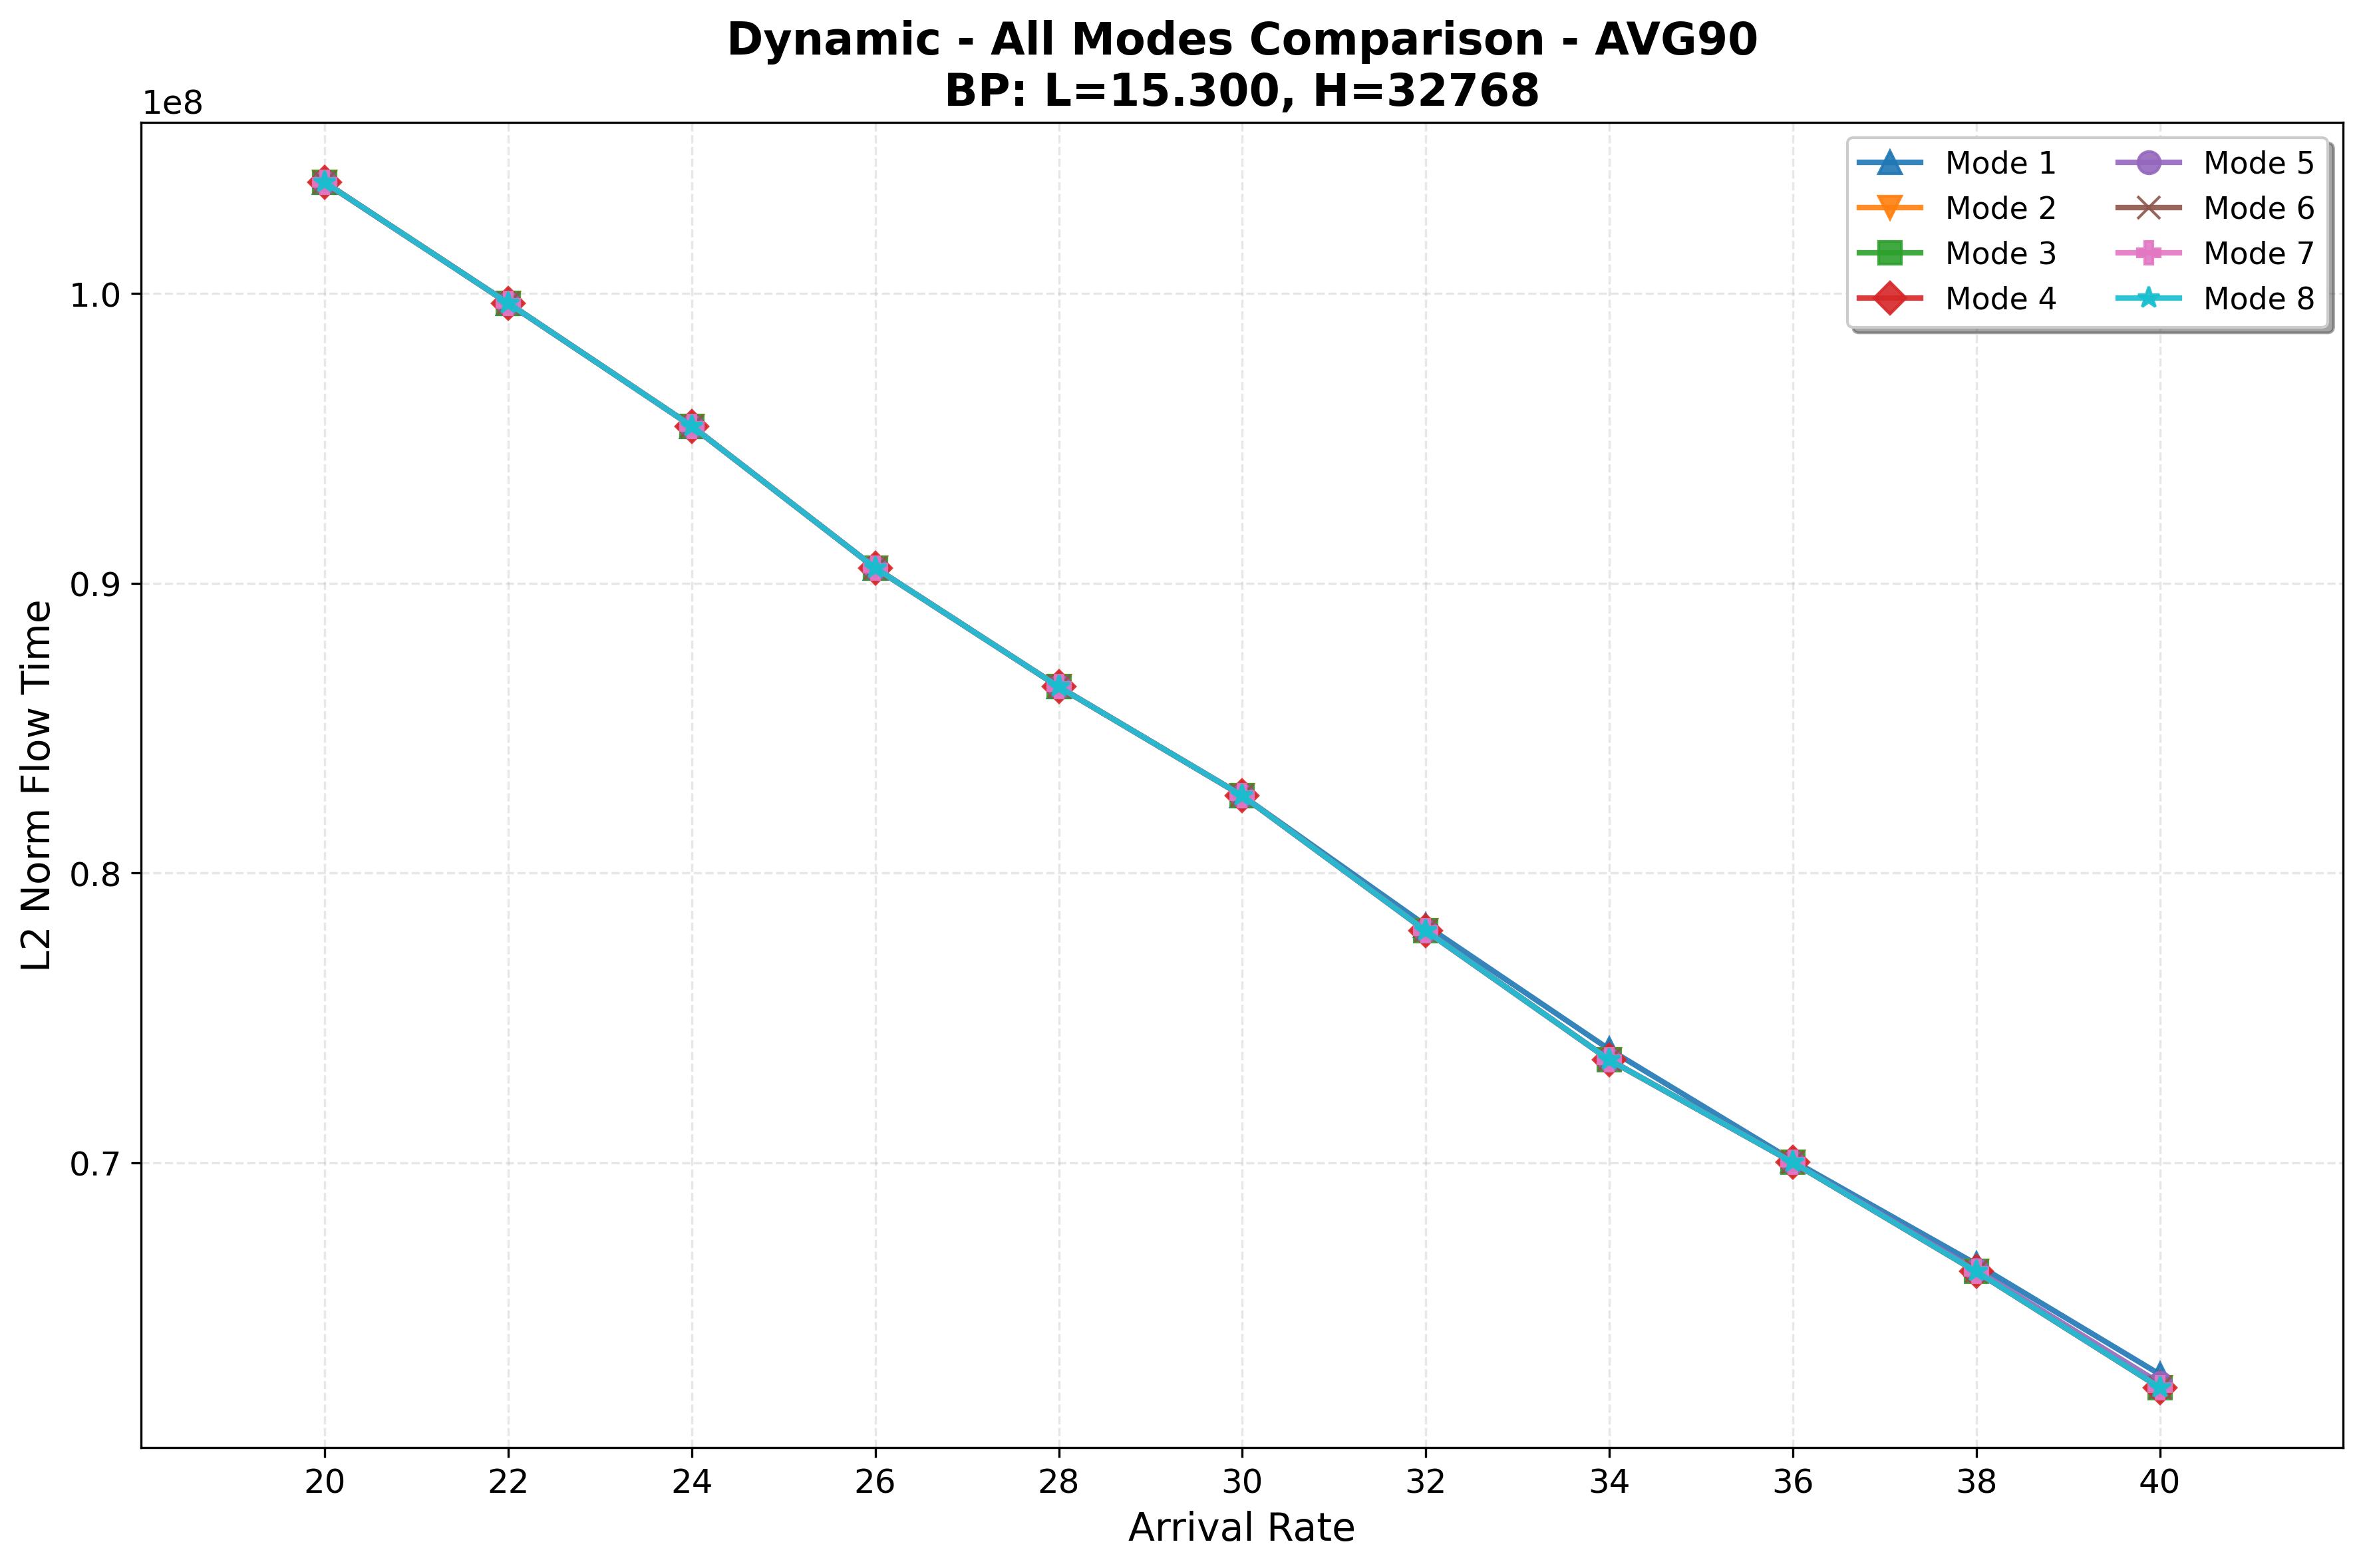 Dynamic - All Modes Comparison - AVG90
BP: L=15.300, H=32768
1e8
1.0
0.9
0.8
0.7
L2 Norm Flow Time
Mode 1
Mode 2
Mode 3
Mode 4
Mode 5
Mode 6
Mode 7
Mode 8
20 22 24 26 28 30 32 34 36 38 40
Arrival Rate